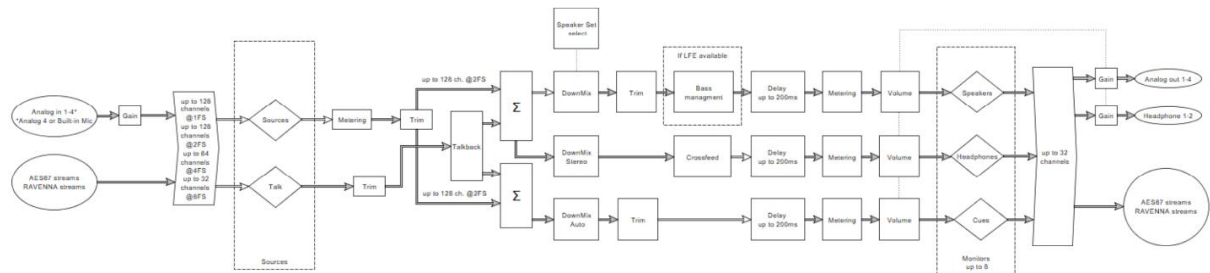 Analog in 1-4*
*Analog 4 or Built-in Mic
AES67 streams
RAVENNA streams
Gain
up to 128
channels
@1FS
up to 128
channels
@2FS
up to 64
channels
@4FS
up to 32
channels
@8FS
Sources
Talk
Sources
Metering
Trim
Trim
Talkback
up to 128 ch. @2FS
up to 128 ch. @2FS
Σ
Σ
Speaker Set
select
DownMix
Trim
If LFE available
Bass
managment
Delay
up to 200ms
Metering
Volume
Speakers
DownMix
Stereo
Crossfeed
Delay
up to 200ms
Metering
Volume
Headphones
DownMix
Auto
Trim
Delay
up to 200ms
Metering
Volume
Cues
Monitors
up to 8
up to 32
channels
Gain
Analog out 1-4
Gain
Headphone 1-2
AES67 streams
RAVENNA streams